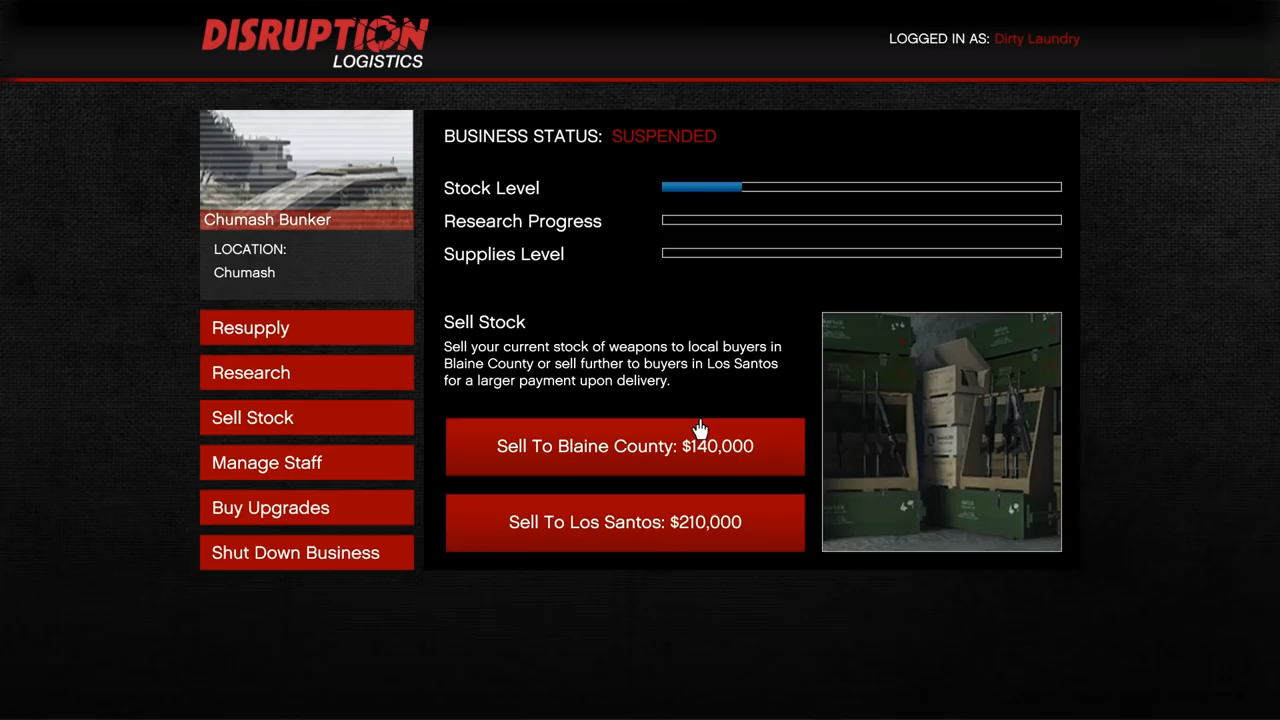 DISRUPTION
LOGISTICS
LOGGED IN AS: Dirty Laundry
Chumash Bunker
LOCATION:
Chumash
Resupply
Research
Sell Stock
Manage Staff
Buy Upgrades
Shut Down Business
BUSINESS STATUS: SUSPENDED
Stock Level
Research Progress
Supplies Level
Sell Stock
Sell your current stock of weapons to local buyers in
Blaine County or sell further to buyers in Los Santos
for a larger payment upon delivery.
Sell To Blaine County: $140,000
Sell To Los Santos: $210,000